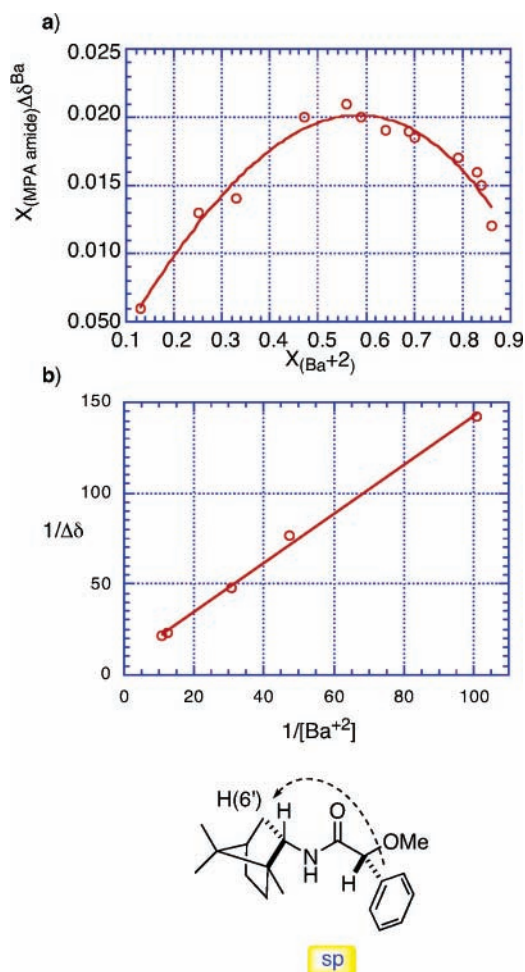 a)
X(MPA amide)Δδ^Ba
0.025
0.020
0.015
0.010
0.050
0.1 0.2 0.3 0.4 0.5 0.6 0.7 0.8 0.9
X(Ba+2)
b)
150
100
1/Δδ
50
0
0 20 40 60 80 100
1/[Ba+2]
H(6')
H
O
OMe
N
H
H
sp